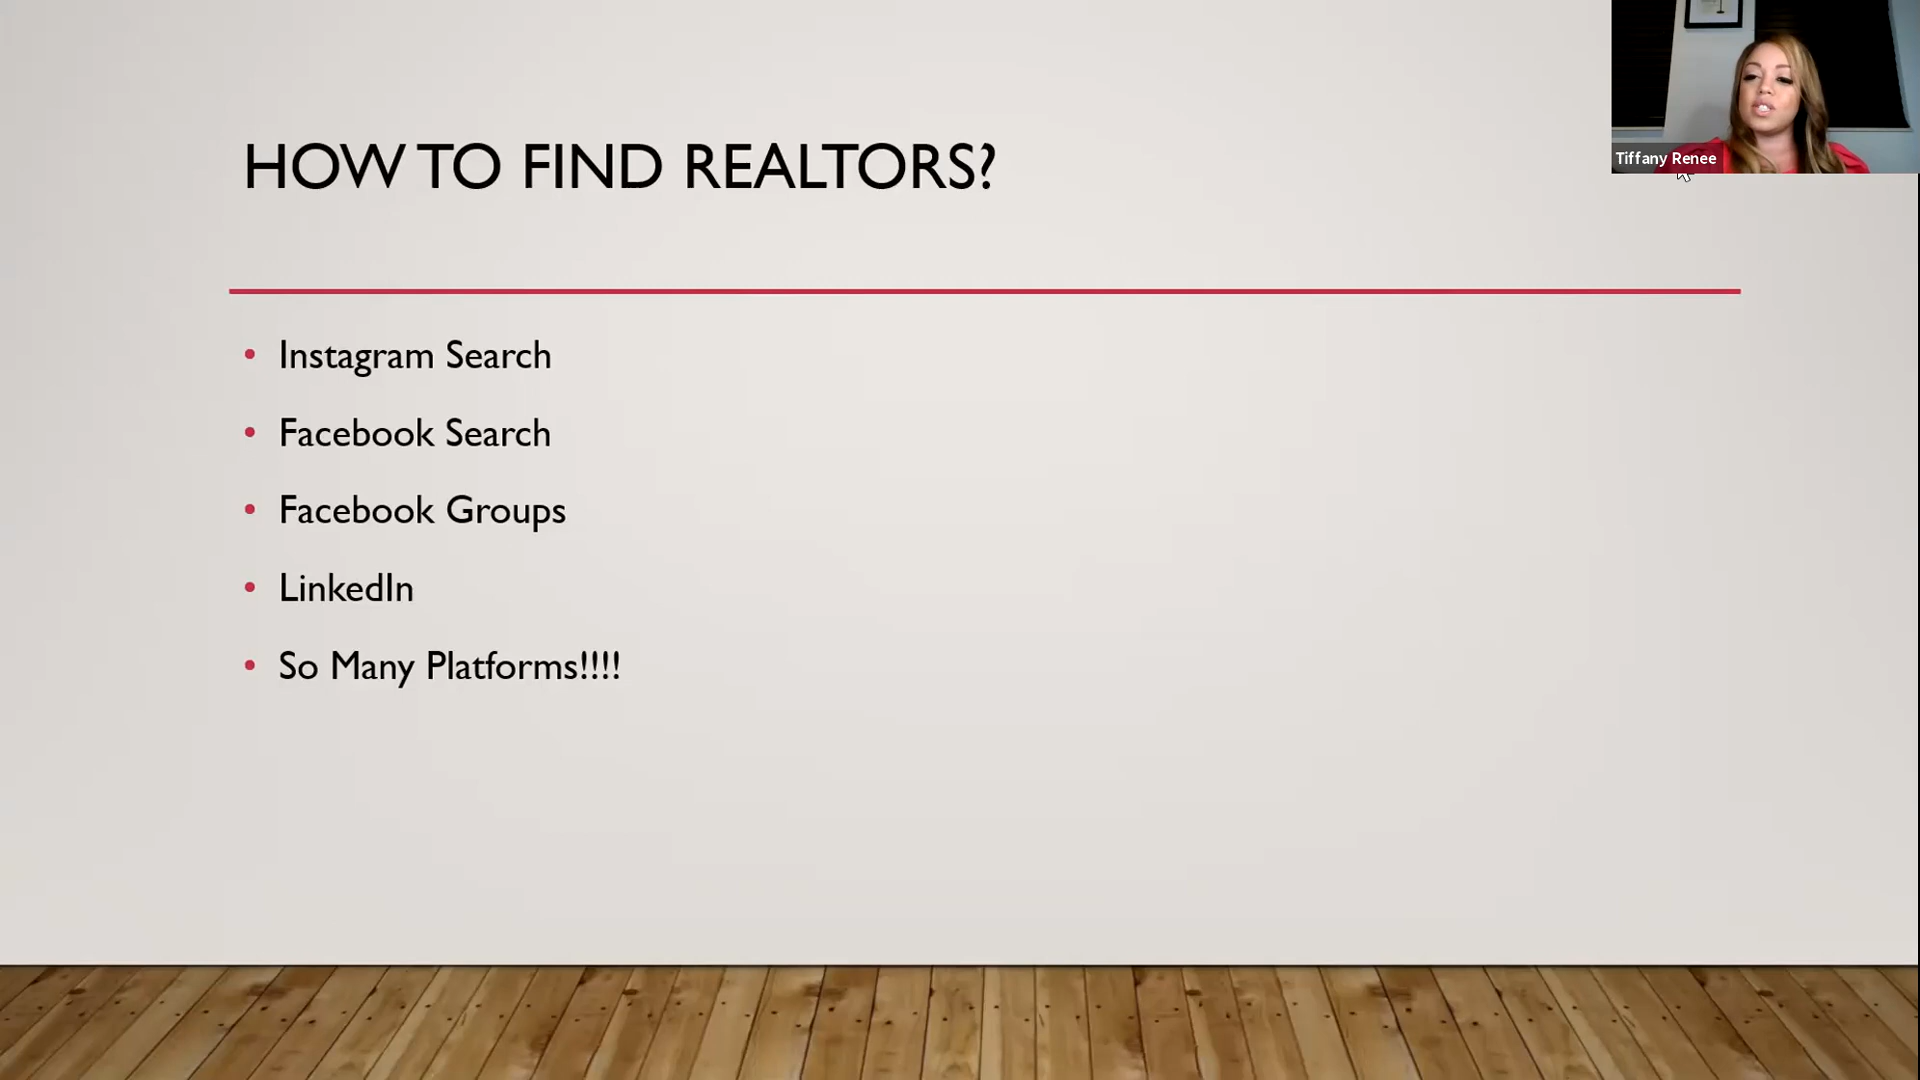 HOW TO FIND REALTORS?
Tiffany Renee
• Instagram Search
• Facebook Search
• Facebook Groups
• LinkedIn
• So Many Platforms!!!!